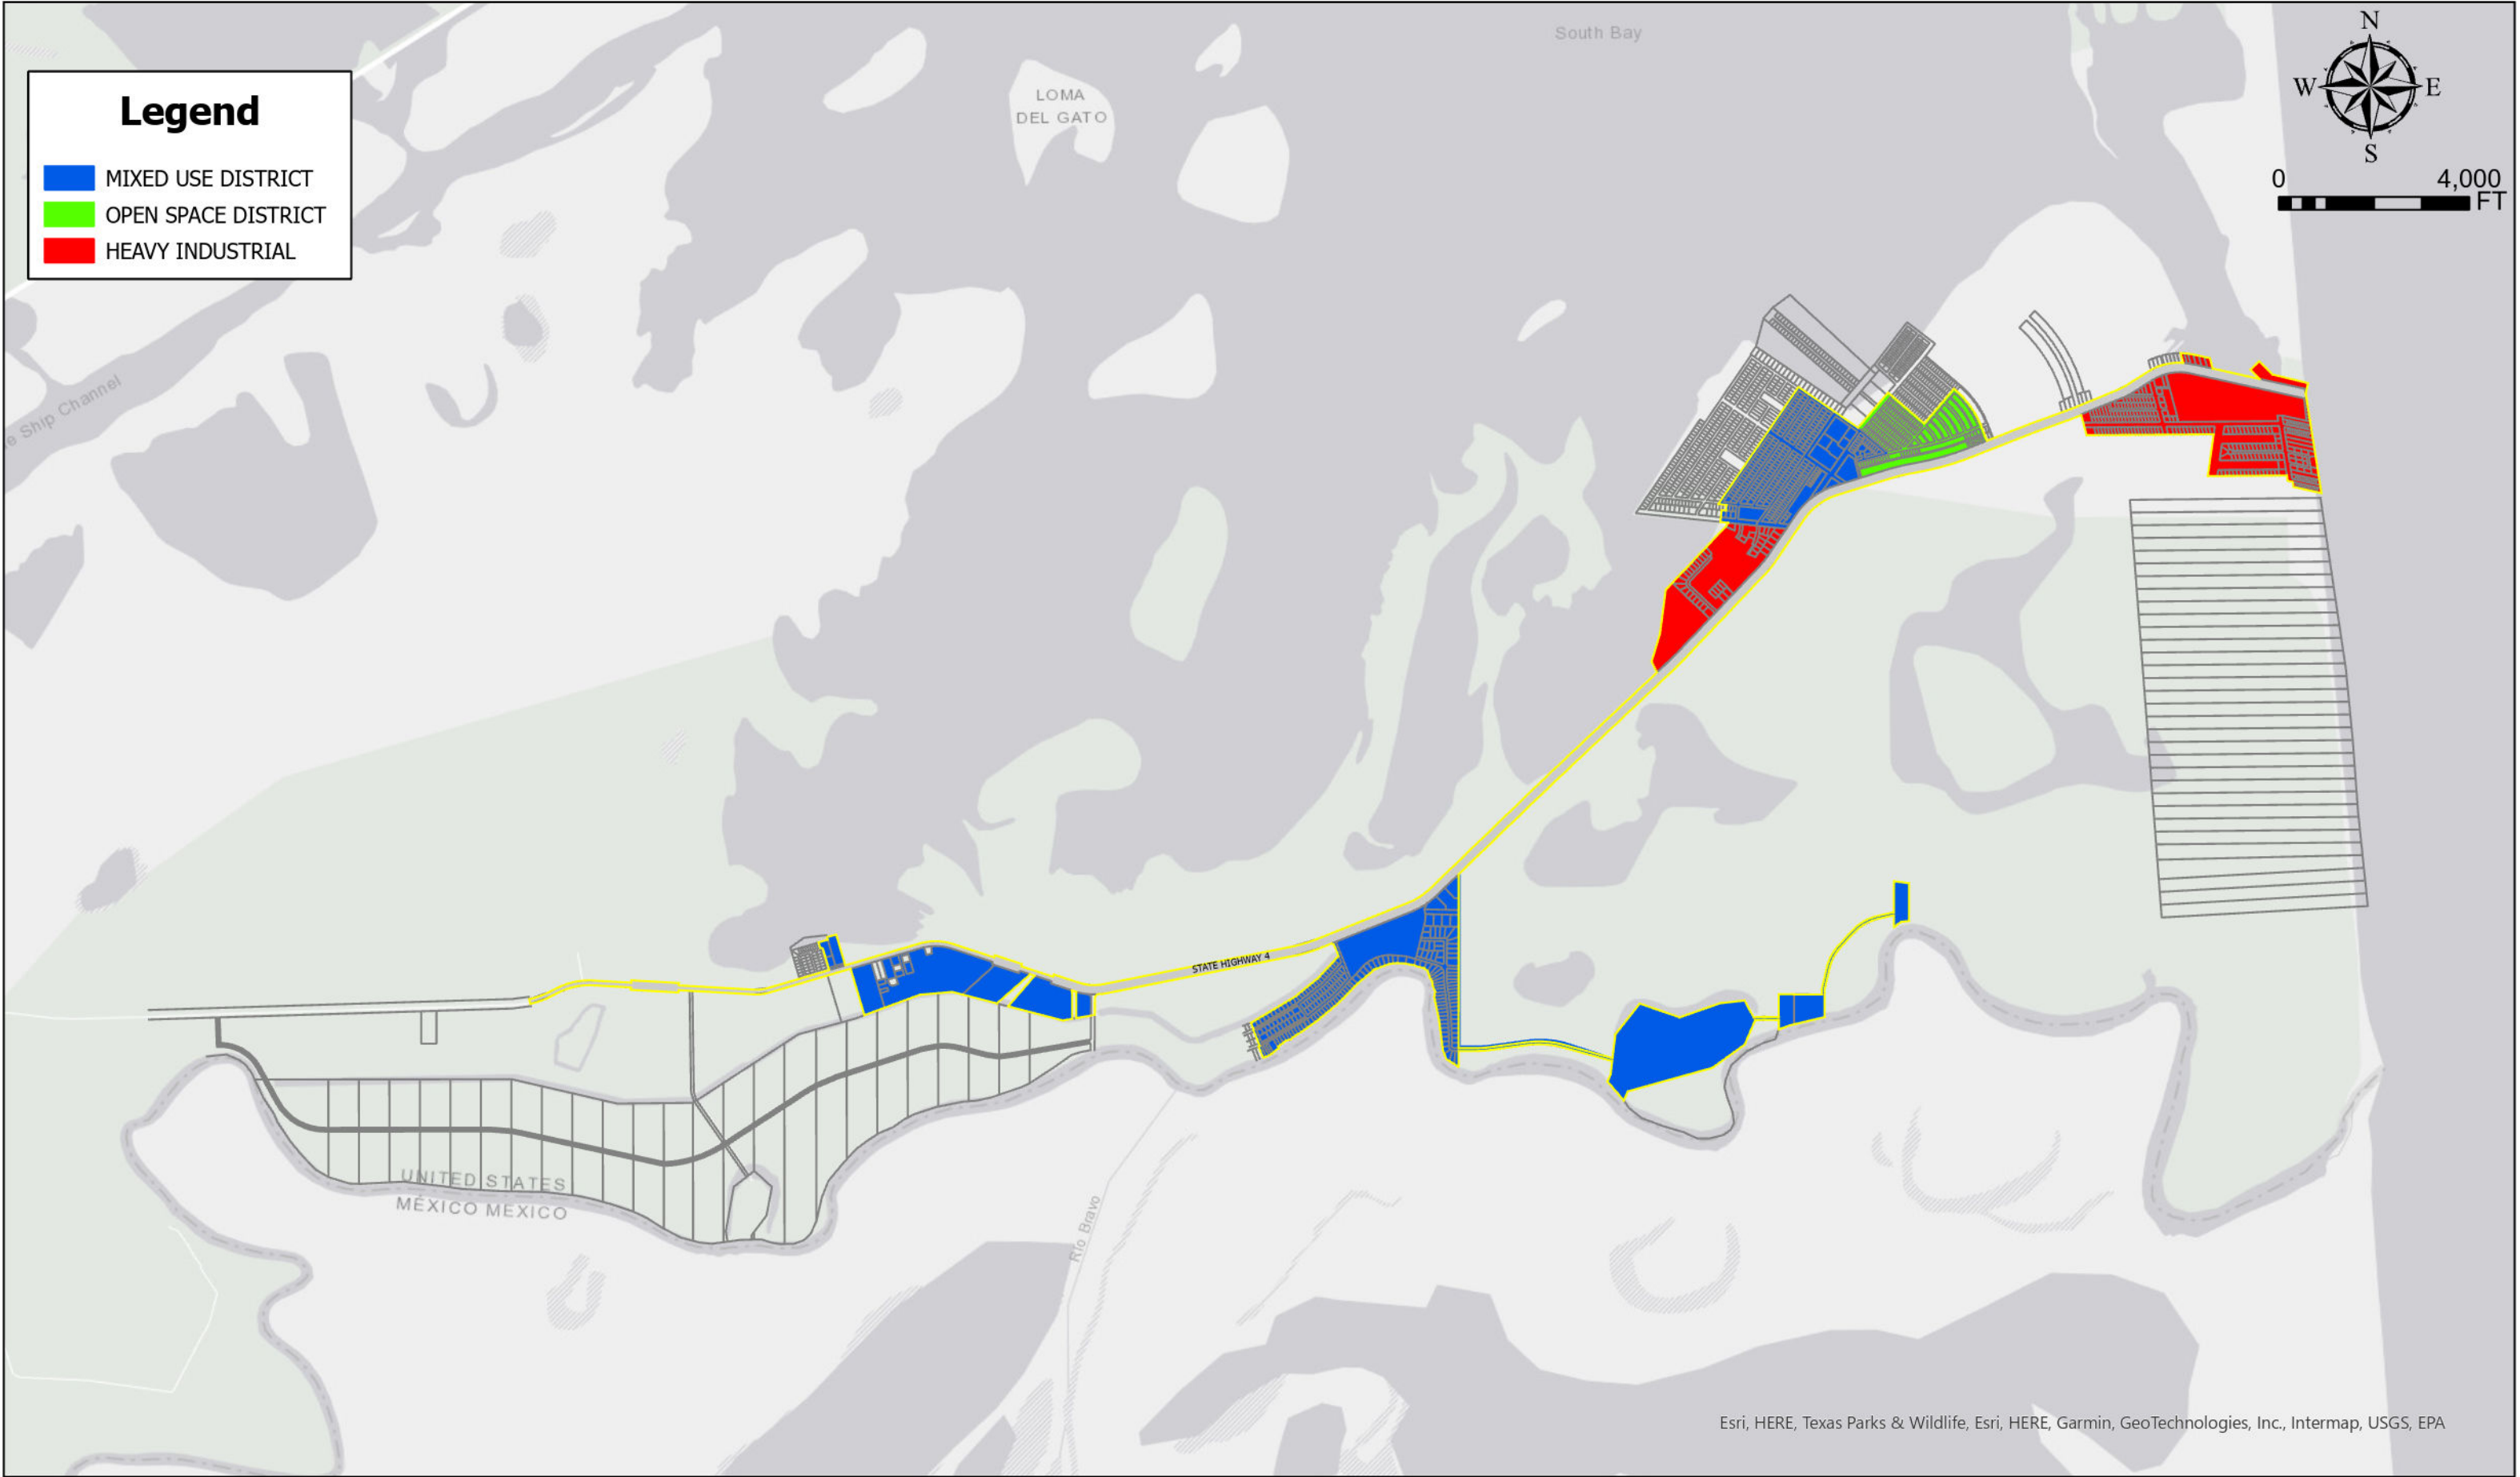 South Bay
N
W
E
S
0
4,000
FT
Legend
MIXED USE DISTRICT
OPEN SPACE DISTRICT
HEAVY INDUSTRIAL
LOMA
DEL GATO
e Ship Channel
STATE HIGHWAY 4
UNITED STATES
MÉXICO MEXICO
Río Bravo
Esri, HERE, Texas Parks & Wildlife, Esri, HERE, Garmin, GeoTechnologies, Inc., Intermap, USGS, EPA